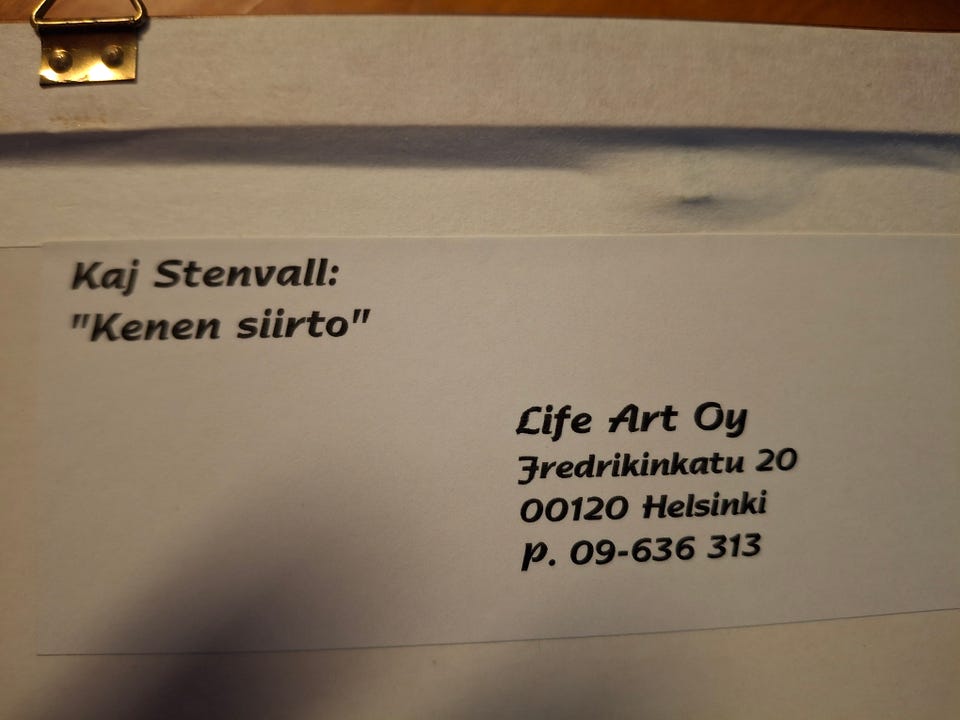 Kaj Stenvall:
"Kenen siirto"
Life Art Oy
Fredrikinkatu 20
00120 Helsinki
p. 09-636 313